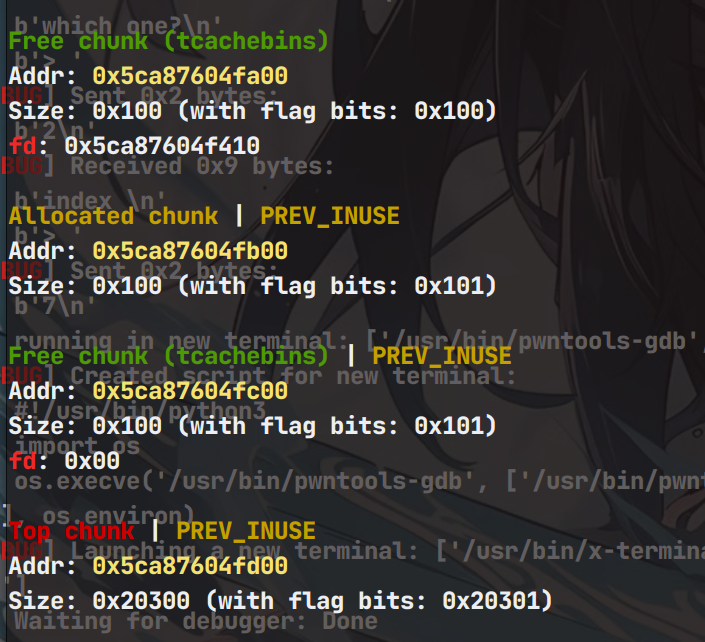 b'which one?\n'
Free chunk (tcachebins)
b'> '
Addr: 0x5ca87604fa00
BUG] Sent 0x2 bytes:
Size: 0x100 (with flag bits: 0x100)
b'2\n'
fd: 0x5ca87604f410
BUG] Received 0x9 bytes:
b'index \n'
Allocated chunk | PREV_INUSE
b'> '
Addr: 0x5ca87604fb00
BUG] Sent 0x2 bytes:
Size: 0x100 (with flag bits: 0x101)
b'7\n'
running in new terminal: ['/usr/bin/pwntools-gdb',
Free chunk (tcachebins) | PREV_INUSE
BUG] Created script for new terminal:
Addr: 0x5ca87604fc00
#!/usr/bin/python3
Size: 0x100 (with flag bits: 0x101)
import os
fd: 0x00
os.execve('/usr/bin/pwntools-gdb', ['/usr/bin/pwnt
], os.environ)
Top chunk | PREV_INUSE
BUG] Launching a new terminal: ['/usr/bin/x-termina
Addr: 0x5ca87604fd00
']
Size: 0x20300 (with flag bits: 0x20301)
Waiting for debugger: Done